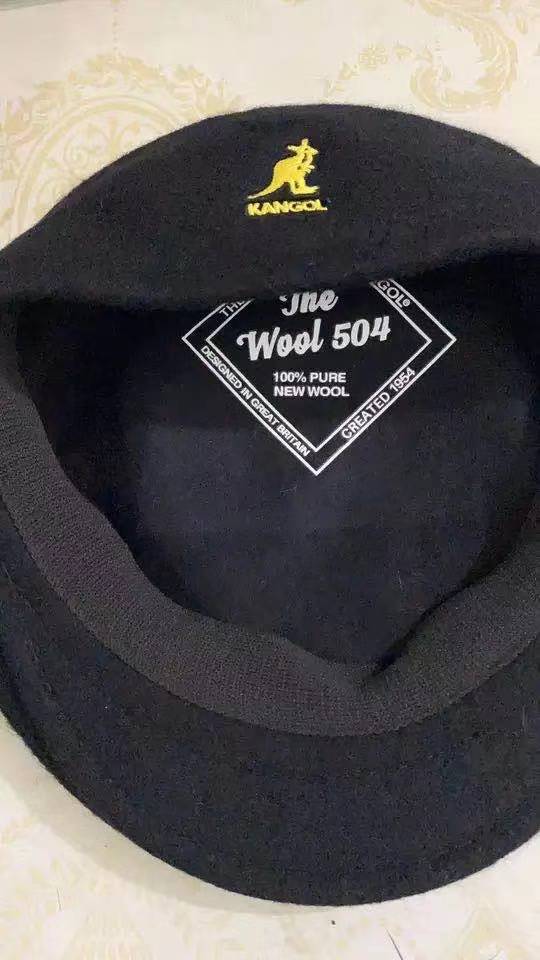 KANGOL
The
Wool 504
100% PURE
NEW WOOL
DESIGNED IN GREAT BRITAIN
CREATED 1954